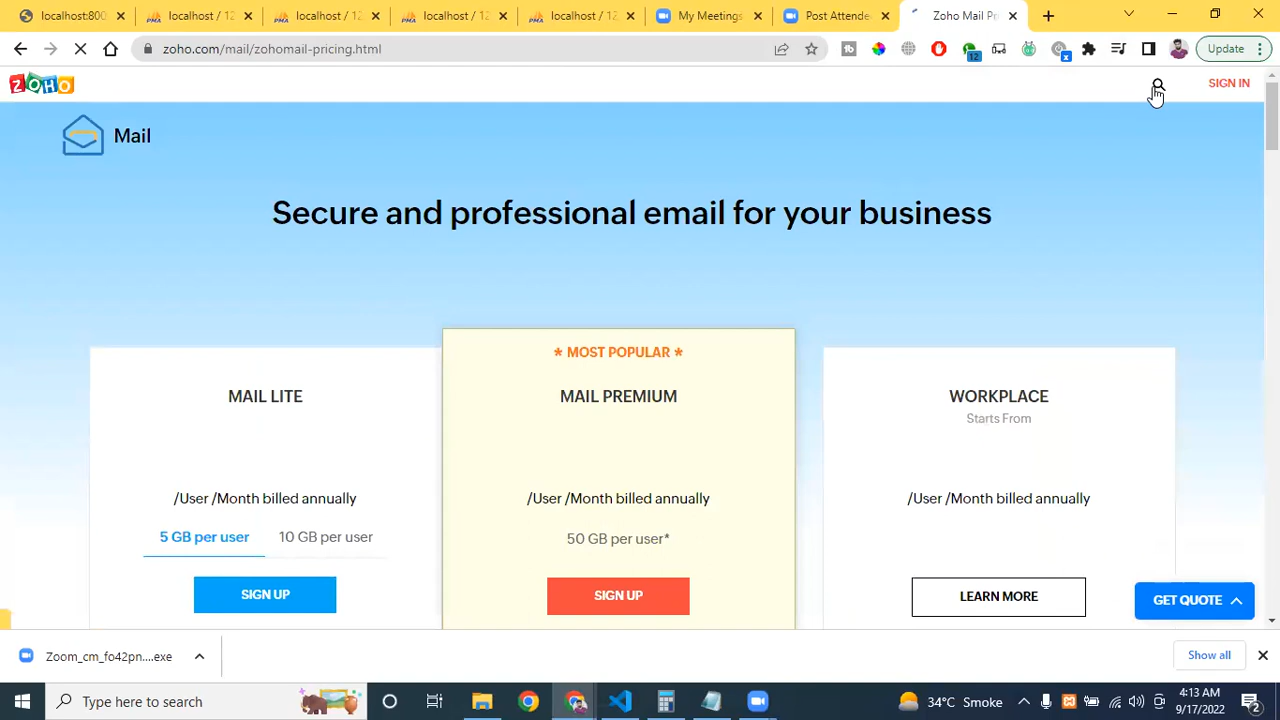 localhost:800
localhost / 12
localhost / 12
localhost / 12
localhost / 12
My Meetings
Post Attende
Zoho Mail Pr
zoho.com/mail/zohomail-pricing.html
12
x
Update
ZOHO
SIGN IN
Mail
Secure and professional email for your business
* MOST POPULAR *
MAIL LITE
MAIL PREMIUM
WORKPLACE
Starts From
/User /Month billed annually
/User /Month billed annually
/User /Month billed annually
5 GB per user
10 GB per user
50 GB per user*
SIGN UP
SIGN UP
LEARN MORE
GET QUOTE
Zoom_cm_fo42pn....exe
Show all
Type here to search
34°C Smoke
4:13 AM
9/17/2022
2